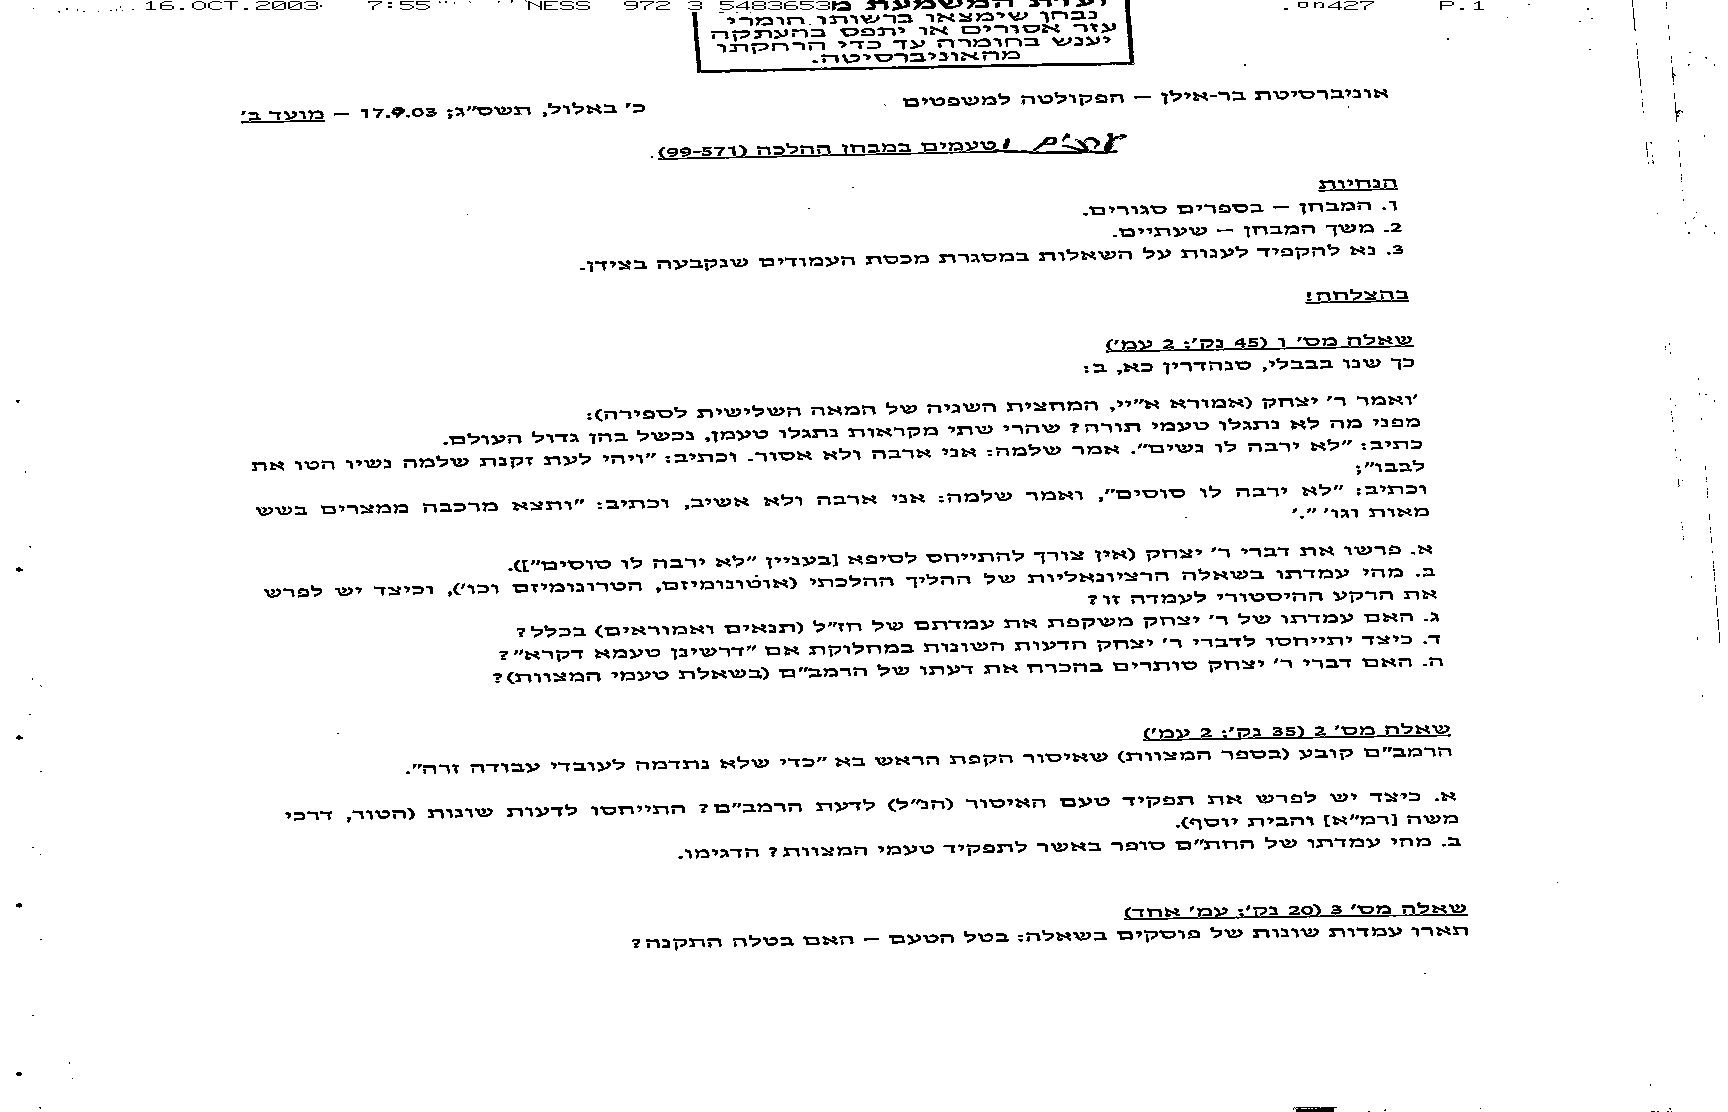 16.OCT.2003 7:55 NESS 972 3 5483653 P.1
ועדת המשמעת
נבחן שימצאו ברשותו חומרי
עזר אסורים או יתפס בהעתקה
יענש בחומרה עד כדי הרחקתו
מהאוניברסיטה.
אוניברסיטת בר-אילן – הפקולטה למשפטים
כ' באלול, תשס"ג; 17.9.03 – מועד ב'
טעמים במבחן ההלכה (99-571)
הנחיות
1. המבחן – בספרים סגורים.
2. משך המבחן – שעתיים.
3. נא להקפיד לענות על השאלות במסגרת מכסת העמודים שנקבעה בצידן.
בהצלחה!
שאלה מס' 1 (45 נק'; 2 עמ')
כך שנו בבבלי, סנהדרין כא, ב:
'ואמר ר' יצחק (אמורא א"יי, המחצית השניה של המאה השלישית לספירה):
מפני מה לא נתגלו טעמי תורה? שהרי שתי מקראות נתגלו טעמן, נכשל בהן גדול העולם.
כתיב: "לא ירבה לו נשים". אמר שלמה: אני ארבה ולא אסור. וכתיב: "ויהי לעת זקנת שלמה נשיו הטו את
לבבו";
וכתיב: "לא ירבה לו סוסים", ואמר שלמה: אני ארבה ולא אשיב, וכתיב: "ותצא מרכבה ממצרים בשש
מאות וגו' ".'
א. פרשו את דברי ר' יצחק (אין צורך להתייחס לסיפא [בעניין "לא ירבה לו סוסים"]).
ב. מהי עמדתו בשאלה הרציונאליות של ההליך ההלכתי (אוטונומיזם, הטרונומיזם וכו'), וכיצד יש לפרש
את הרקע ההיסטורי לעמדה זו?
ג. האם עמדתו של ר' יצחק משקפת את עמדתם של חז"ל (תנאים ואמוראים) בכלל?
ד. כיצד יתייחסו לדברי ר' יצחק הדעות השונות במחלוקת אם "דרשינן טעמא דקרא"?
ה. האם דברי ר' יצחק סותרים בהכרח את דעתו של הרמב"ם (בשאלת טעמי המצוות)?
שאלה מס' 2 (35 נק'; 2 עמ')
הרמב"ם קובע (בספר המצוות) שאיסור הקפת הראש בא "כדי שלא נתדמה לעובדי עבודה זרה".
א. כיצד יש לפרש את תפקיד טעם האיסור (הנ"ל) לדעת הרמב"ם? התייחסו לדעות שונות (הטור, דרכי
משה [רמ"א] והבית יוסף).
ב. מהי עמדתו של החת"ם סופר באשר לתפקיד טעמי המצוות? הדגימו.
שאלה מס' 3 (20 נק'; עמ' אחד)
תארו עמדות שונות של פוסקים בשאלה: בטל הטעם – האם בטלה התקנה?